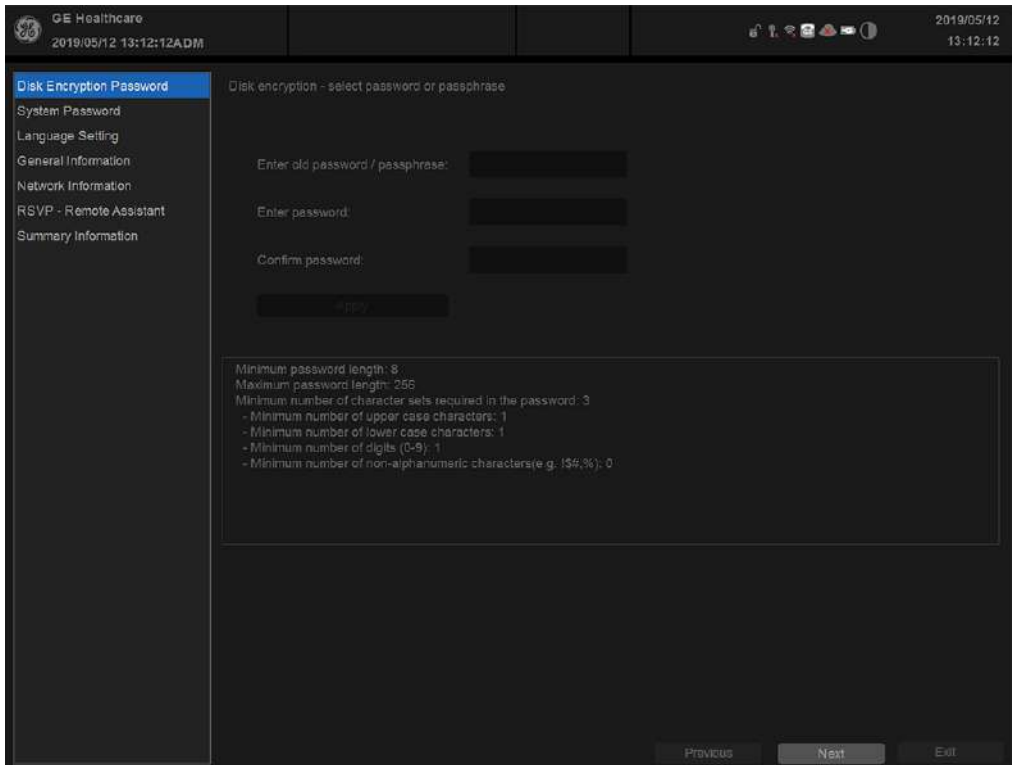 GE Healthcare
2019/05/12 13:12:12ADM
2019/05/12
13:12:12
Disk Encryption Password
System Password
Language Setting
General Information
Network Information
RSVP - Remote Assistant
Summary Information
Disk encryption - select password or passphrase
Enter old password / passphrase:
Enter password:
Confirm password:
Apply
Minimum password length: 8
Maximum password length: 256
Minimum number of character sets required in the password: 3
- Minimum number of upper case characters: 1
- Minimum number of lower case characters: 1
- Minimum number of digits (0-9): 1
- Minimum number of non-alphanumeric characters(e.g. !$#,%): 0
Previous
Next
Exit